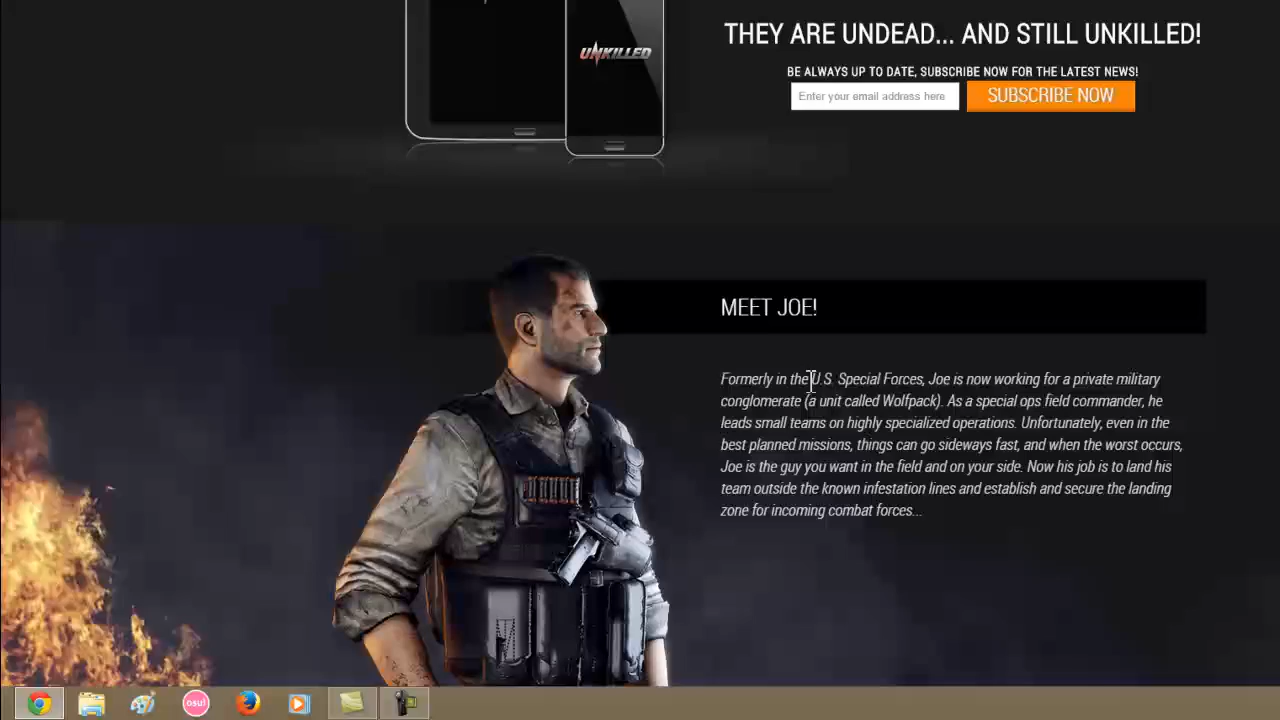 THEY ARE UNDEAD... AND STILL UNKILLED!
UNKILLED
BE ALWAYS UP TO DATE, SUBSCRIBE NOW FOR THE LATEST NEWS!
Enter your email address here
SUBSCRIBE NOW
MEET JOE!
Formerly in the U.S. Special Forces, Joe is now working for a private military
conglomerate (a unit called Wolfpack). As a special ops field commander, he
leads small teams on highly specialized operations. Unfortunately, even in the
best planned missions, things can go sideways fast, and when the worst occurs,
Joe is the guy you want in the field and on your side. Now his job is to land his
team outside the known infestation lines and establish and secure the landing
zone for incoming combat forces...
osu!